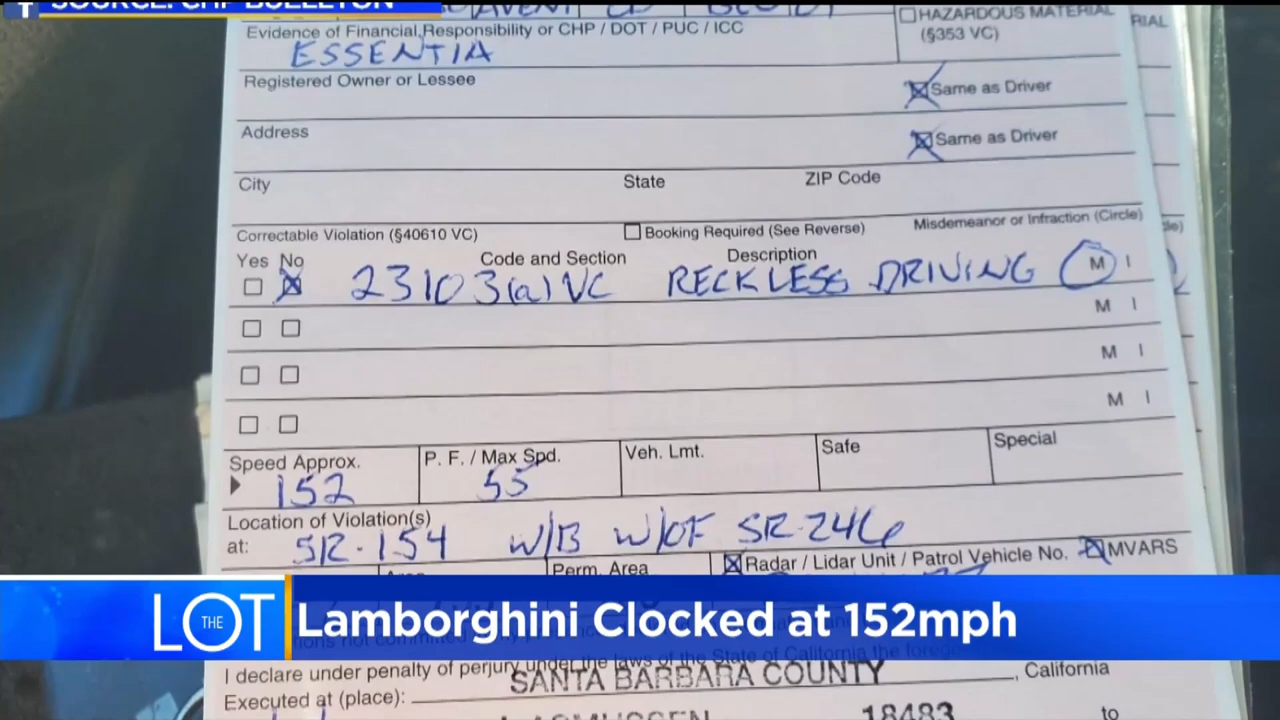 SOURCE: CHP BUELLTON
Evidence of Financial Responsibility or CHP / DOT / PUC / ICC
HAZARDOUS MATERIAL
(§353 VC)
RIAL
ESSENTIA
Registered Owner or Lessee
Same as Driver
Address
Same as Driver
City State ZIP Code
Correctable Violation (§40610 VC) Booking Required (See Reverse) Misdemeanor or Infraction (Circle)
Yes No Code and Section Description
23103(a) VC RECKLESS DRIVING M I
M I
M I
M I
Speed Approx. P. F. / Max Spd. Veh. Lmt. Safe Special
152 55
Location of Violation(s)
at: SR-154 W/B W/OF SR-246
Perm. Area Radar / Lidar Unit / Patrol Vehicle No. MVARS
THE LOT Lamborghini Clocked at 152mph
I declare under penalty of perjury under the laws of the State of California the
Executed at (place): SANTA BARBARA COUNTY , California
18483 to